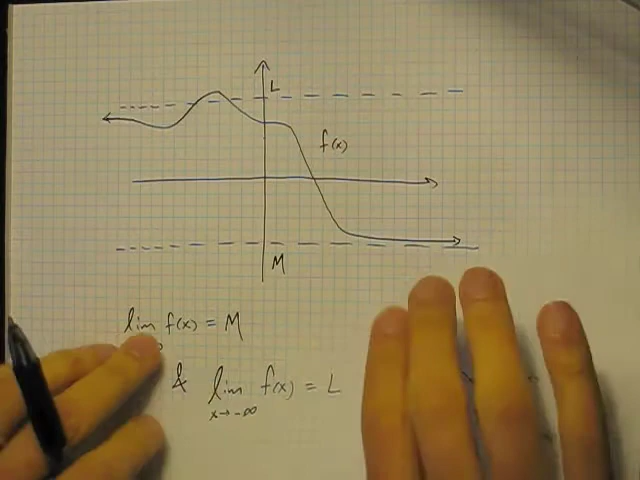 L
f(x)
M
lim f(x) = M
& lim f(x) = L
x→-∞